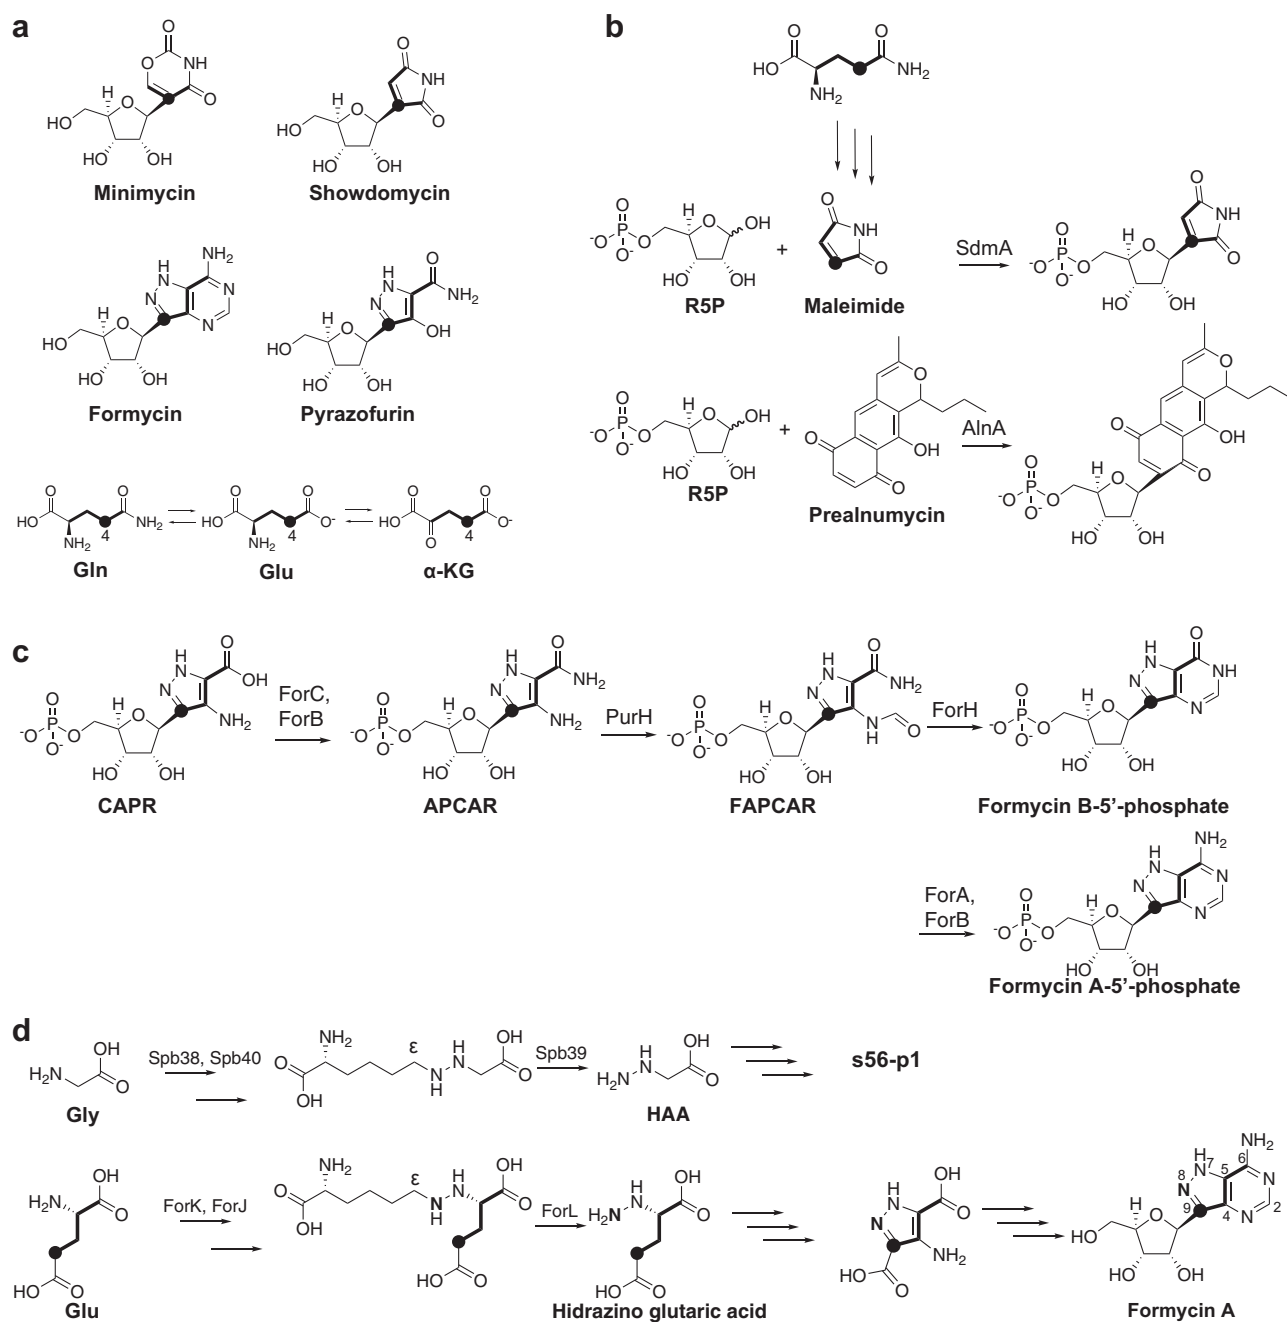 a
Minimycin
Showdomycin
Formycin
Pyrazofurin
Gln
Glu
α-KG
b
R5P
+
Maleimide
SdmA
R5P
+
Prealnumycin
AlnA
c
CAPR
ForC,
ForB
APCAR
PurH
FAPCAR
ForH
Formycin B-5’-phosphate
ForA,
ForB
Formycin A-5’-phosphate
d
Gly
Spb38, Spb40
ε
Spb39
HAA
s56-p1
Glu
ForK, ForJ
ε
ForL
Hidrazino glutaric acid
Formycin A